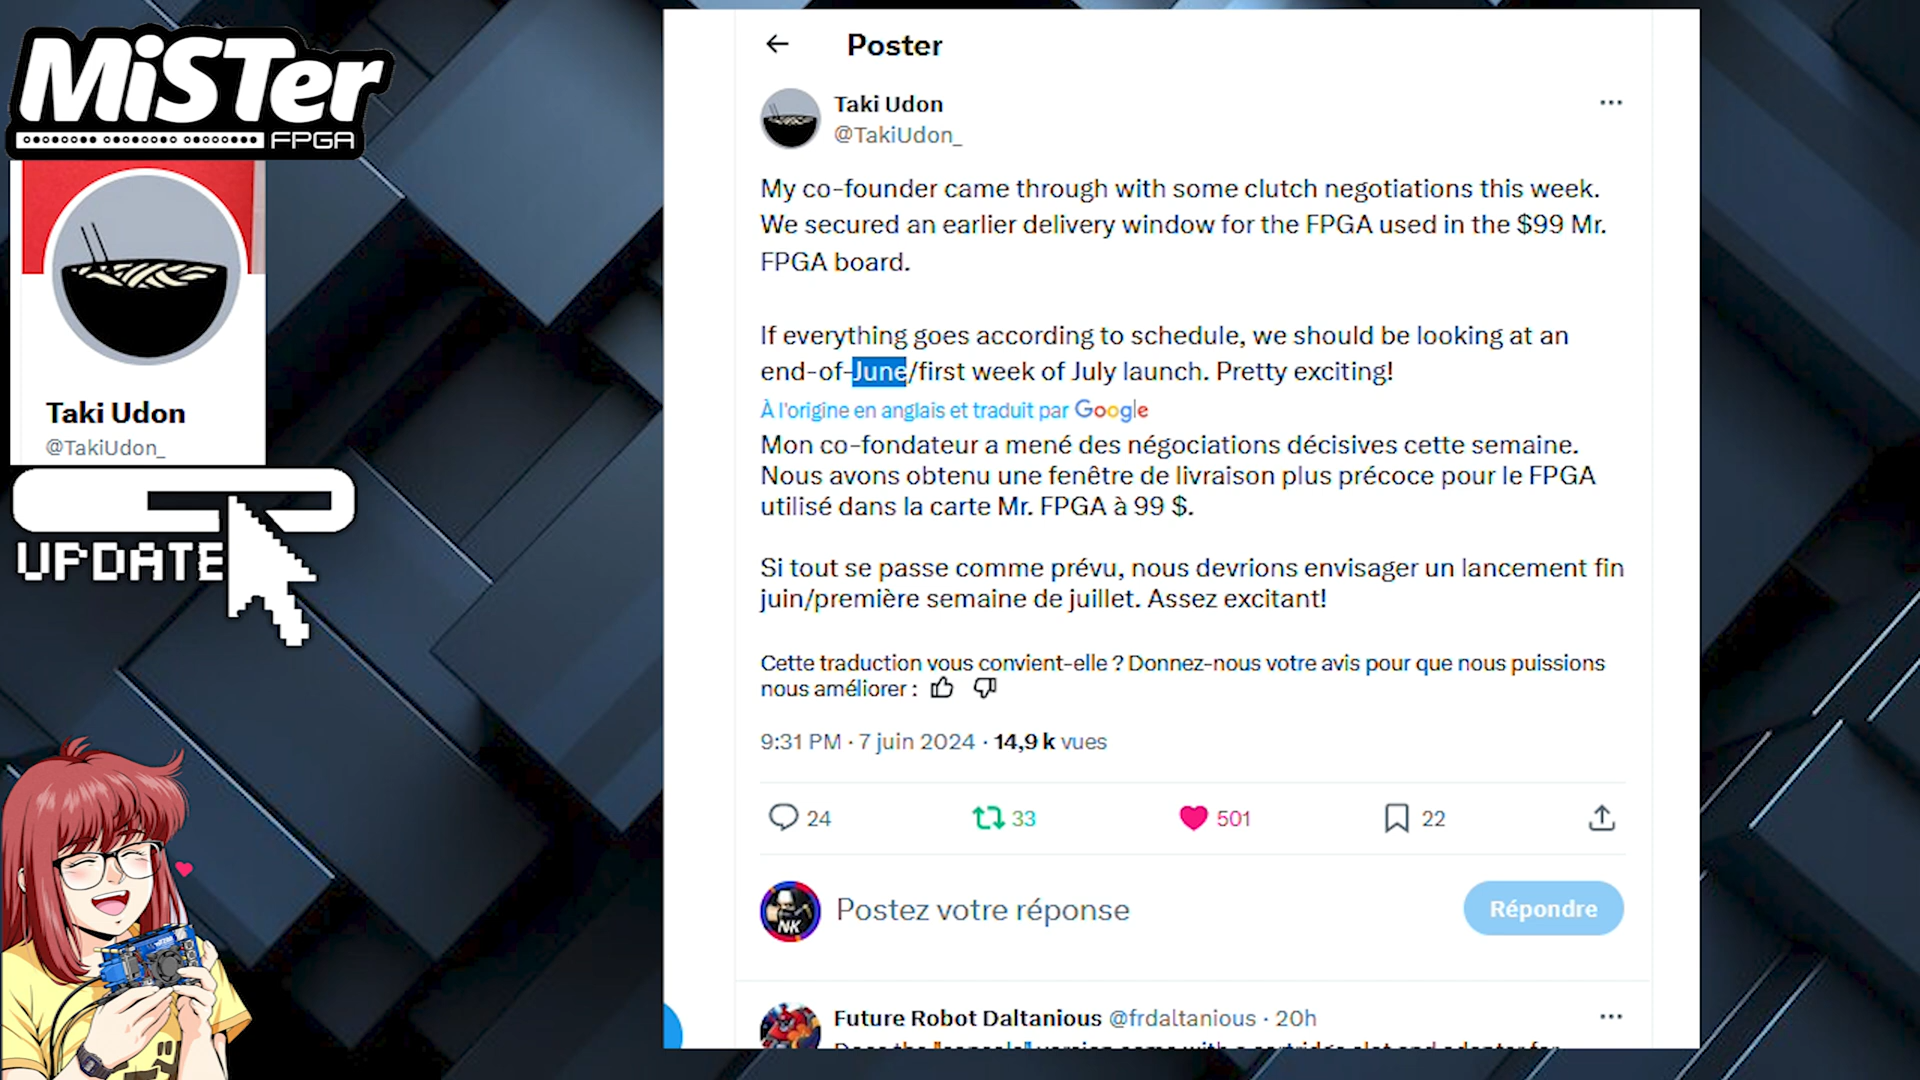 MiSTer
FPGA
Taki Udon
@TakiUdon_
UPDATE
Poster
Taki Udon
@TakiUdon_
My co-founder came through with some clutch negotiations this week.
We secured an earlier delivery window for the FPGA used in the $99 Mr.
FPGA board.
If everything goes according to schedule, we should be looking at an
end-of-June/first week of July launch. Pretty exciting!
À l'origine en anglais et traduit par Google
Mon co-fondateur a mené des négociations décisives cette semaine.
Nous avons obtenu une fenêtre de livraison plus précoce pour le FPGA
utilisé dans la carte Mr. FPGA à 99 $.
Si tout se passe comme prévu, nous devrions envisager un lancement fin
juin/première semaine de juillet. Assez excitant!
Cette traduction vous convient-elle ? Donnez-nous votre avis pour que nous puissions
nous améliorer :
9:31 PM · 7 juin 2024 · 14,9 k vues
24 33 501 22
NK
Postez votre réponse
Répondre
Future Robot Daltanious @frdaltanious · 20h